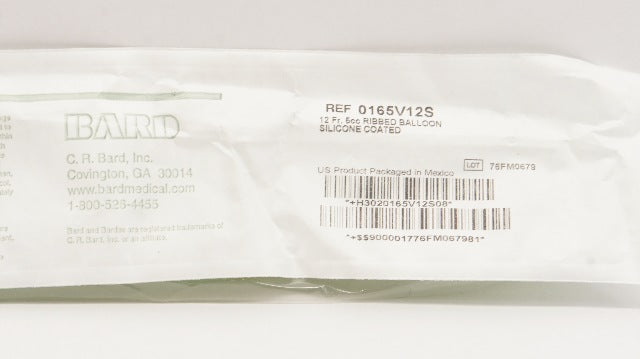 BARD
C. R. Bard, Inc.
Covington, GA 30014
www.bardmedical.com
1-800-526-4455
Bard and Bardex are registered trademarks of
C. R. Bard, Inc. or an affiliate.
REF 0165V12S
12 Fr. 5cc RIBBED BALLOON
SILICONE COATED
LOT 76FM0679
US Product Packaged in Mexico
*+H3020165V12S08*
*+$$900001776FM067981*